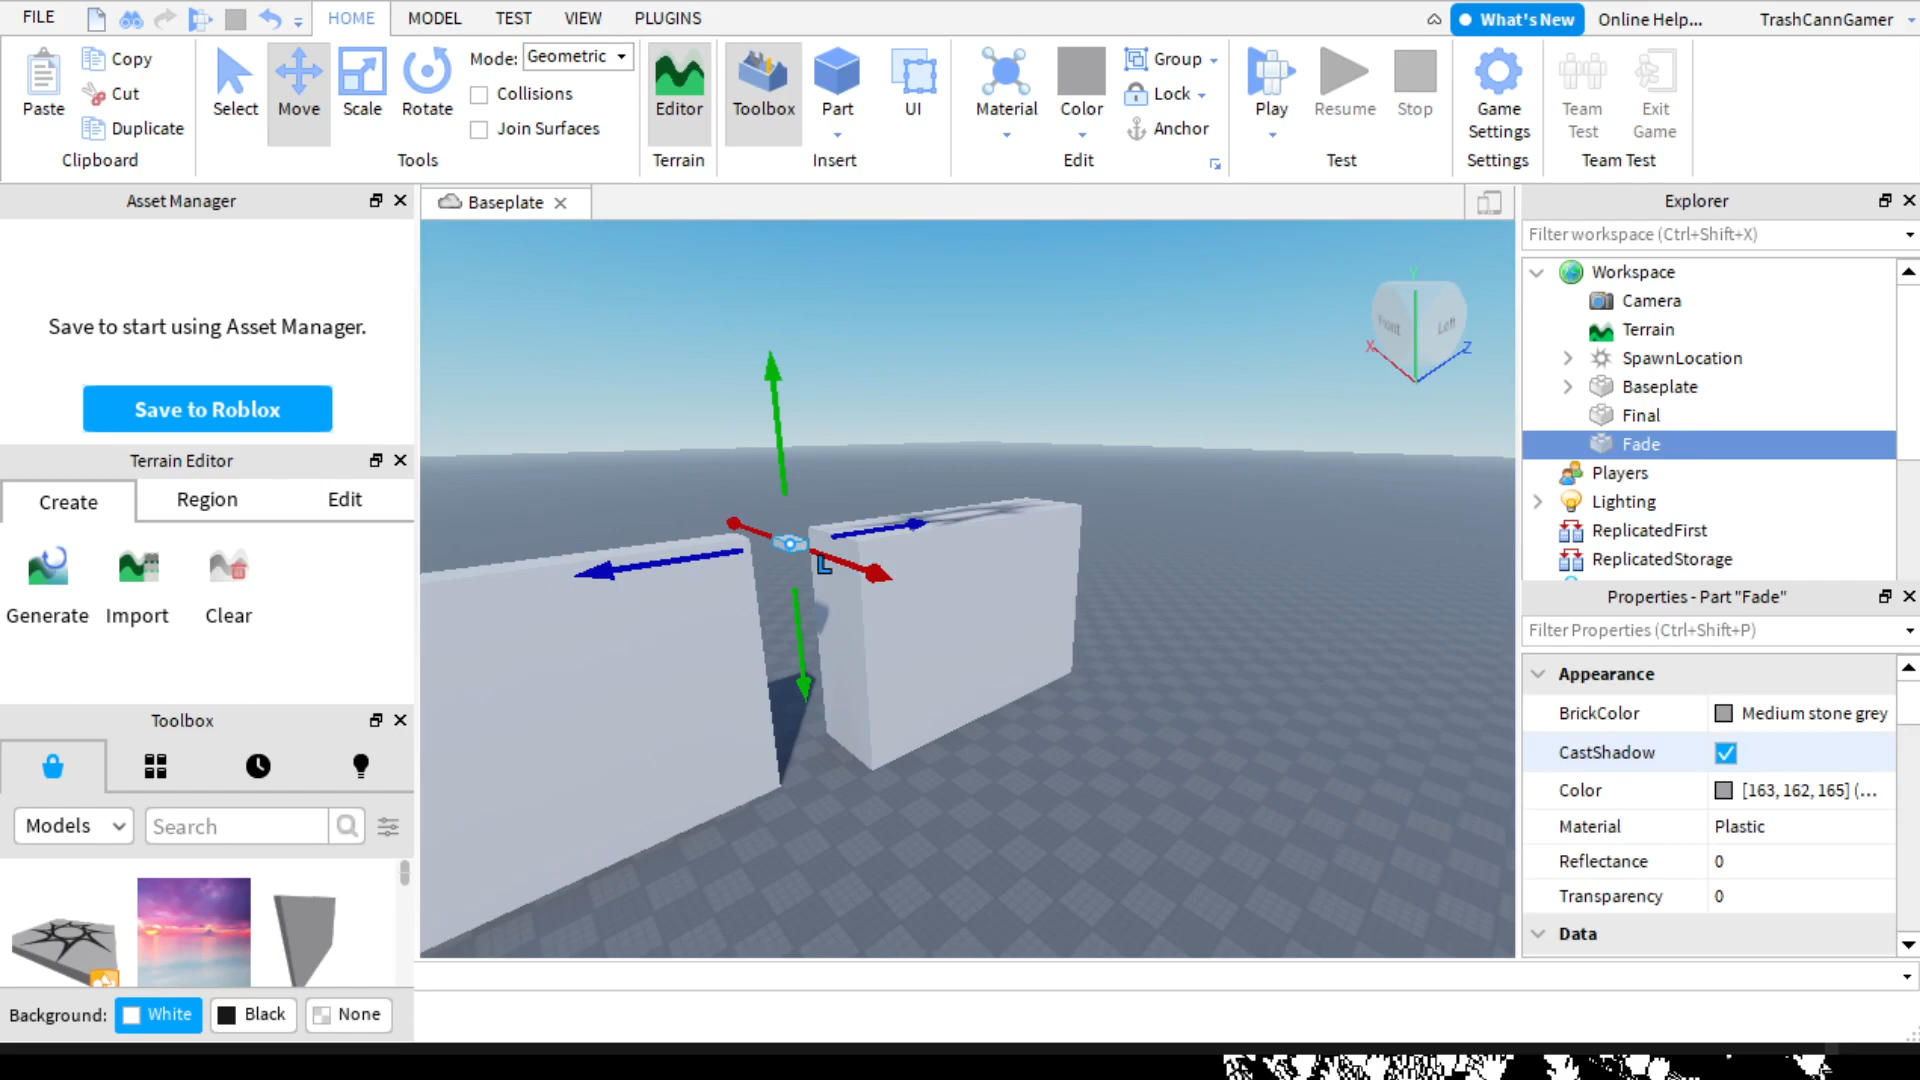 FILE HOME MODEL TEST VIEW PLUGINS What's New Online Help... TrashCannGamer
Paste Copy Cut Duplicate
Clipboard
Select Move Scale Rotate
Mode: Geometric
Collisions
Join Surfaces
Tools
Editor
Terrain
Toolbox Part UI
Insert
Material Color Group Lock Anchor
Edit
Play Resume Stop
Test
Game Settings
Settings
Team Test Exit Game
Team Test
Asset Manager
Save to start using Asset Manager.
Save to Roblox
Terrain Editor
Create Region Edit
Generate Import Clear
Toolbox
Models Search
Background: White Black None
Baseplate
Y
Front Left
X Z
L
Explorer
Filter workspace (Ctrl+Shift+X)
Workspace
Camera
Terrain
SpawnLocation
Baseplate
Final
Fade
Players
Lighting
ReplicatedFirst
ReplicatedStorage
Properties - Part "Fade"
Filter Properties (Ctrl+Shift+P)
Appearance
BrickColor Medium stone grey
CastShadow
Color [163, 162, 165] (...
Material Plastic
Reflectance 0
Transparency 0
Data